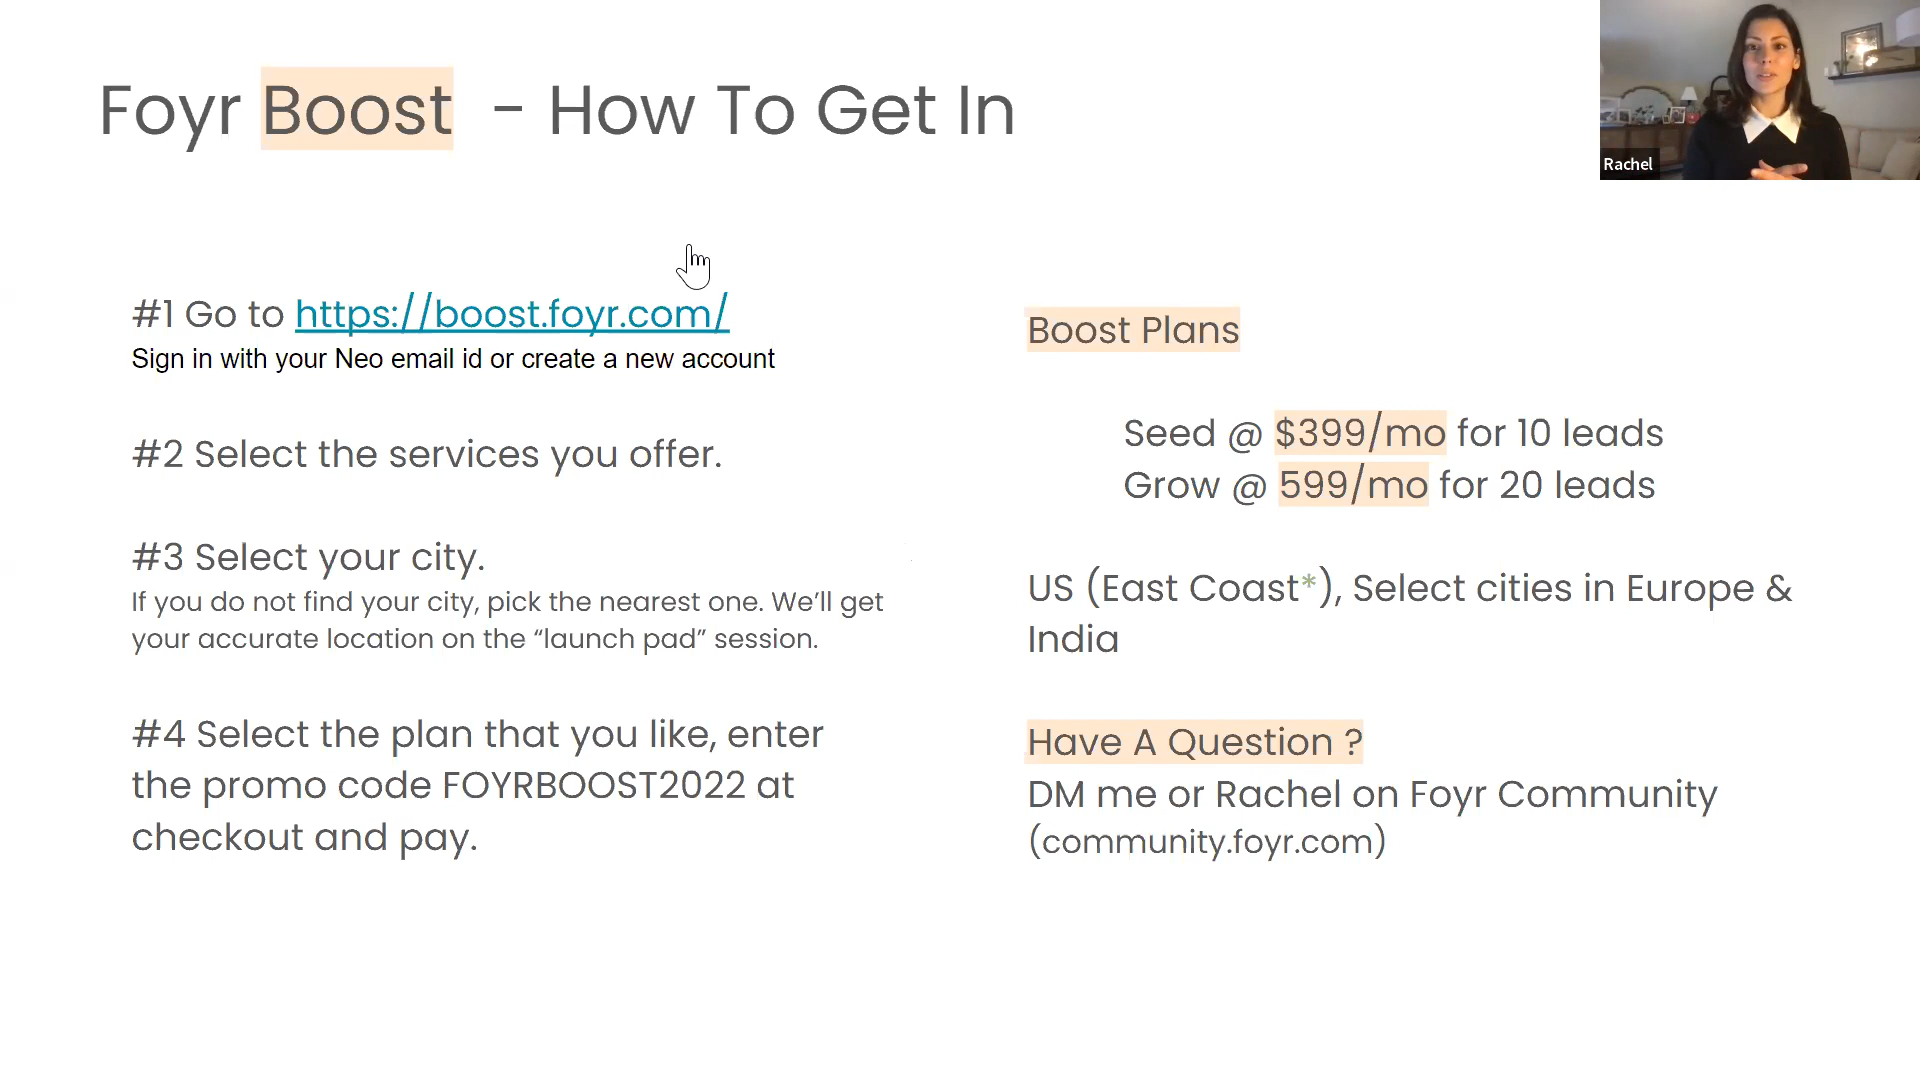 Foyr Boost - How To Get In
Rachel
#1 Go to https://boost.foyr.com/
Sign in with your Neo email id or create a new account
#2 Select the services you offer.
#3 Select your city.
If you do not find your city, pick the nearest one. We’ll get
your accurate location on the “launch pad” session.
#4 Select the plan that you like, enter
the promo code FOYRBOOST2022 at
checkout and pay.
Boost Plans
Seed @ $399/mo for 10 leads
Grow @ 599/mo for 20 leads
US (East Coast*), Select cities in Europe &
India
Have A Question ?
DM me or Rachel on Foyr Community
(community.foyr.com)